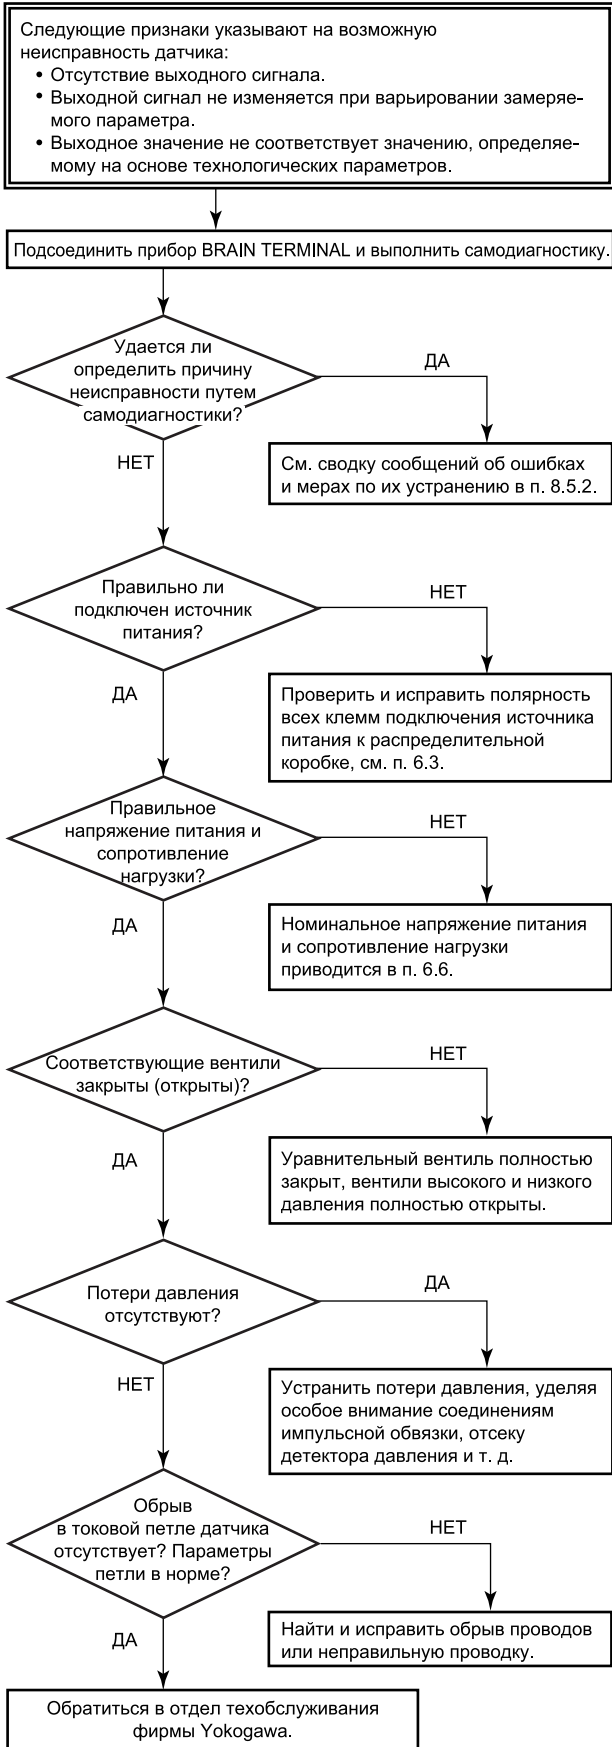 Следующие признаки указывают на возможную
неисправность датчика:
• Отсутствие выходного сигнала.
• Выходной сигнал не изменяется при варьировании замеряе-
мого параметра.
• Выходное значение не соответствует значению, определяе-
мому на основе технологических параметров.
Подсоединить прибор BRAIN TERMINAL и выполнить самодиагностику.
Удается ли
определить причину
неисправности путем
самодиагностики?
ДА
НЕТ
См. сводку сообщений об ошибках
и мерах по их устранению в п. 8.5.2.
Правильно ли
подключен источник
питания?
НЕТ
ДА
Проверить и исправить полярность
всех клемм подключения источника
питания к распределительной
коробке, см. п. 6.3.
Правильное
напряжение питания и
сопротивление
нагрузки?
НЕТ
ДА
Номинальное напряжение питания
и сопротивление нагрузки
приводится в п. 6.6.
Соответствующие вентили
закрыты (открыты)?
НЕТ
ДА
Уравнительный вентиль полностью
закрыт, вентили высокого и низкого
давления полностью открыты.
Потери давления
отсутствуют?
ДА
НЕТ
Устранить потери давления, уделяя
особое внимание соединениям
импульсной обвязки, отсеку
детектора давления и т. д.
Обрыв
в токовой петле датчика
отсутствует? Параметры
петли в норме?
НЕТ
ДА
Найти и исправить обрыв проводов
или неправильную проводку.
Обратиться в отдел техобслуживания
фирмы Yokogawa.